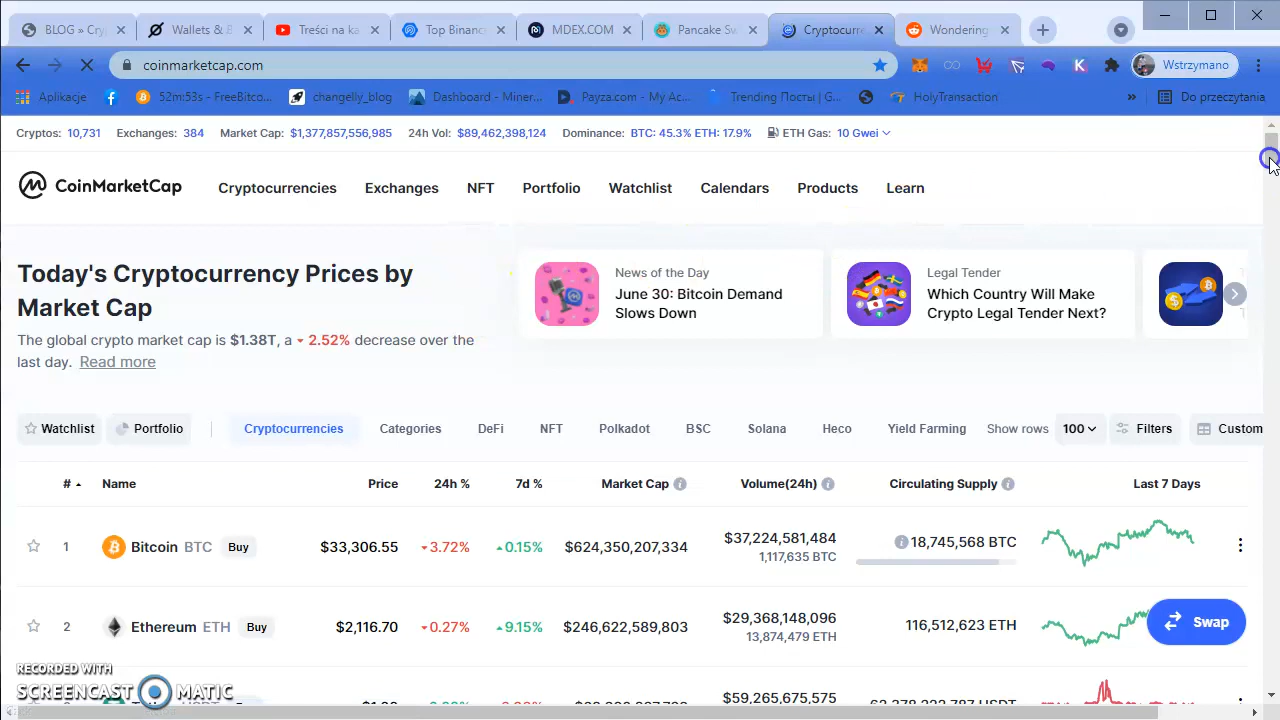 BLOG » Cry
Wallets & E
Treści na ka
Top Binanc
MDEX.COM
Pancake Sw
Cryptocurre
Wondering
coinmarketcap.com
Wstrzymano
Aplikacje
52m:53s - FreeBitco...
changelly_blog
Dashboard - Miner...
Payza.com - My Ac...
Trending Посты | G...
HolyTransaction
»
Do przeczytania
Cryptos: 10,731 Exchanges: 384 Market Cap: $1,377,857,556,985 24h Vol: $89,462,398,124 Dominance: BTC: 45.3% ETH: 17.9% ETH Gas: 10 Gwei
CoinMarketCap
Cryptocurrencies Exchanges NFT Portfolio Watchlist Calendars Products Learn
Today's Cryptocurrency Prices by
Market Cap
The global crypto market cap is $1.38T, a 2.52% decrease over the
last day. Read more
News of the Day
June 30: Bitcoin Demand
Slows Down
Legal Tender
Which Country Will Make
Crypto Legal Tender Next?
Watchlist Portfolio Cryptocurrencies Categories DeFi NFT Polkadot BSC Solana Heco Yield Farming Show rows 100 Filters Custom
# Name Price 24h % 7d % Market Cap Volume(24h) Circulating Supply Last 7 Days
1 Bitcoin BTC Buy $33,306.55 3.72% 0.15% $624,350,207,334 $37,224,581,484 18,745,568 BTC
1,117,635 BTC
2 Ethereum ETH Buy $2,116.70 0.27% 9.15% $246,622,589,803 $29,368,148,096 116,512,623 ETH
13,874,479 ETH
Swap
$59,265,675,575
RECORDED WITH
SCREENCAST MATIC